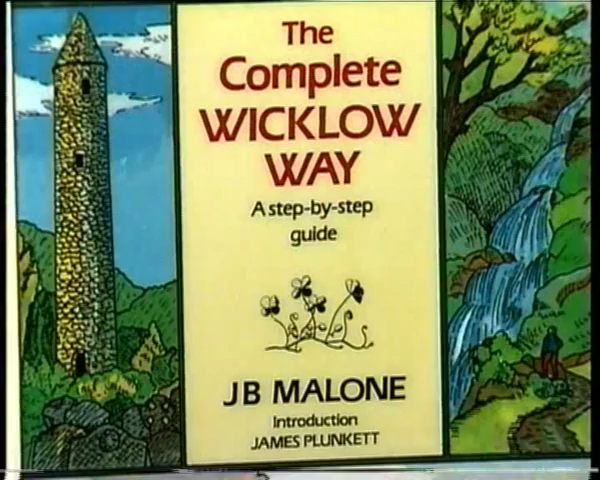 The
Complete
WICKLOW
WAY
A step-by-step
guide
JB MALONE
Introduction
JAMES PLUNKETT